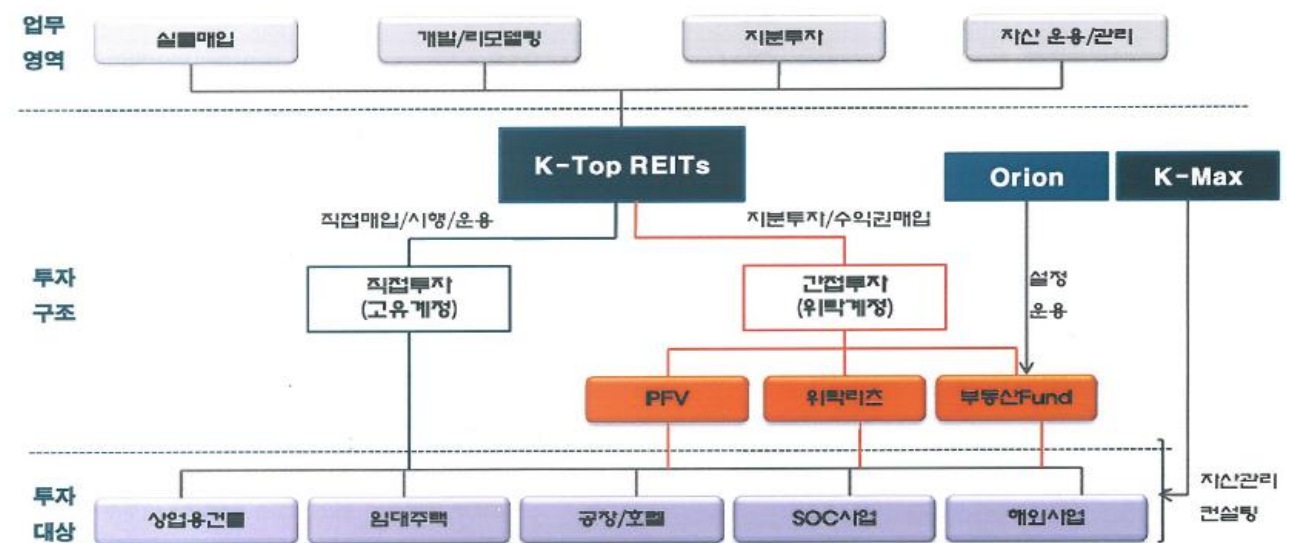 업무
영역
실물매입
개발/리모델링
지분투자
자산 운용/관리
K-Top REITs
Orion
K-Max
직접매입/시행/운용
지분투자/수익권매입
투자
구조
직접투자
(고유계정)
간접투자
(위탁계정)
설정
운용
PFV
위탁리츠
부동산Fund
투자
대상
상업용건물
임대주택
공장/호텔
SOC사업
해외사업
자산관리
컨설팅